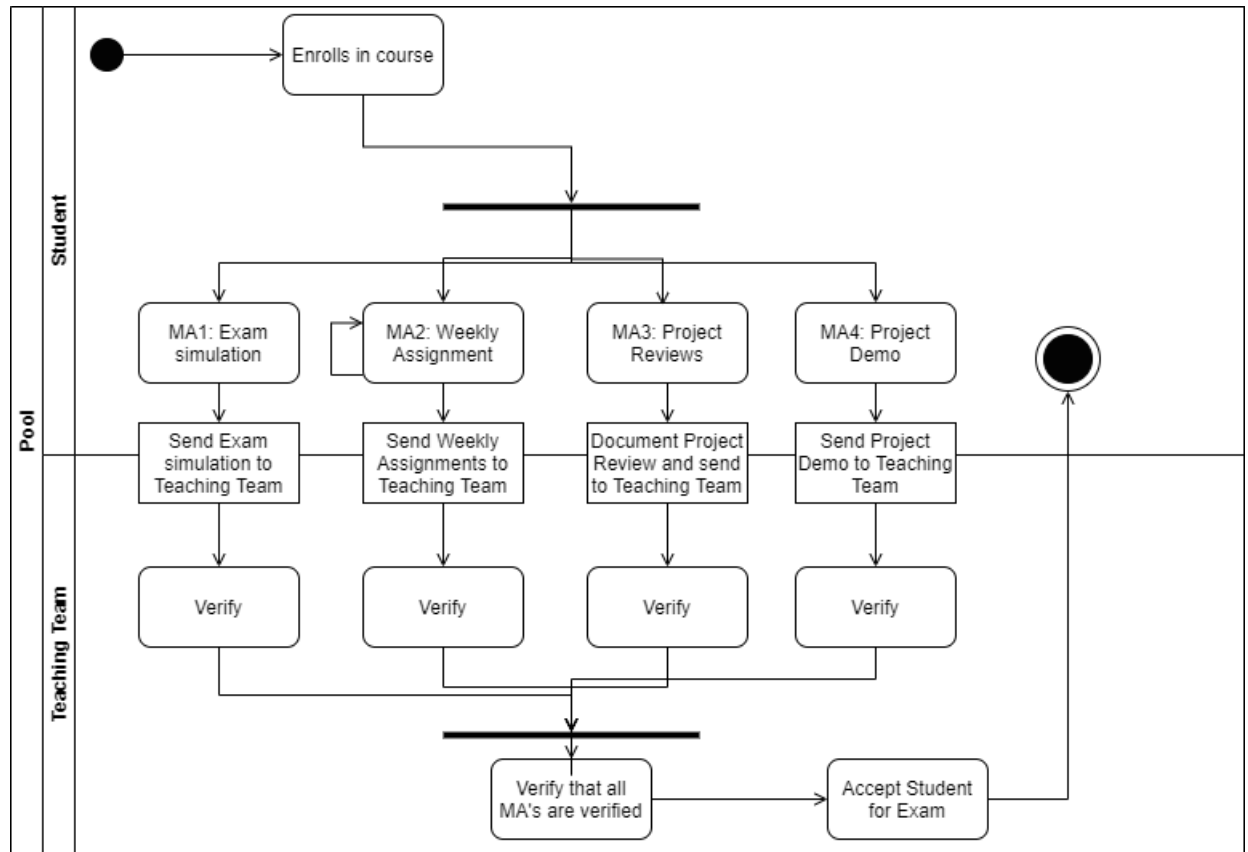 Pool
Student
Teaching Team
Enrolls in course
MA1: Exam
simulation
MA2: Weekly
Assignment
MA3: Project
Reviews
MA4: Project
Demo
Send Exam
simulation to
Teaching Team
Send Weekly
Assignments to
Teaching Team
Document Project
Review and send
to Teaching Team
Send Project
Demo to Teaching
Team
Verify
Verify
Verify
Verify
Verify that all
MA's are verified
Accept Student
for Exam